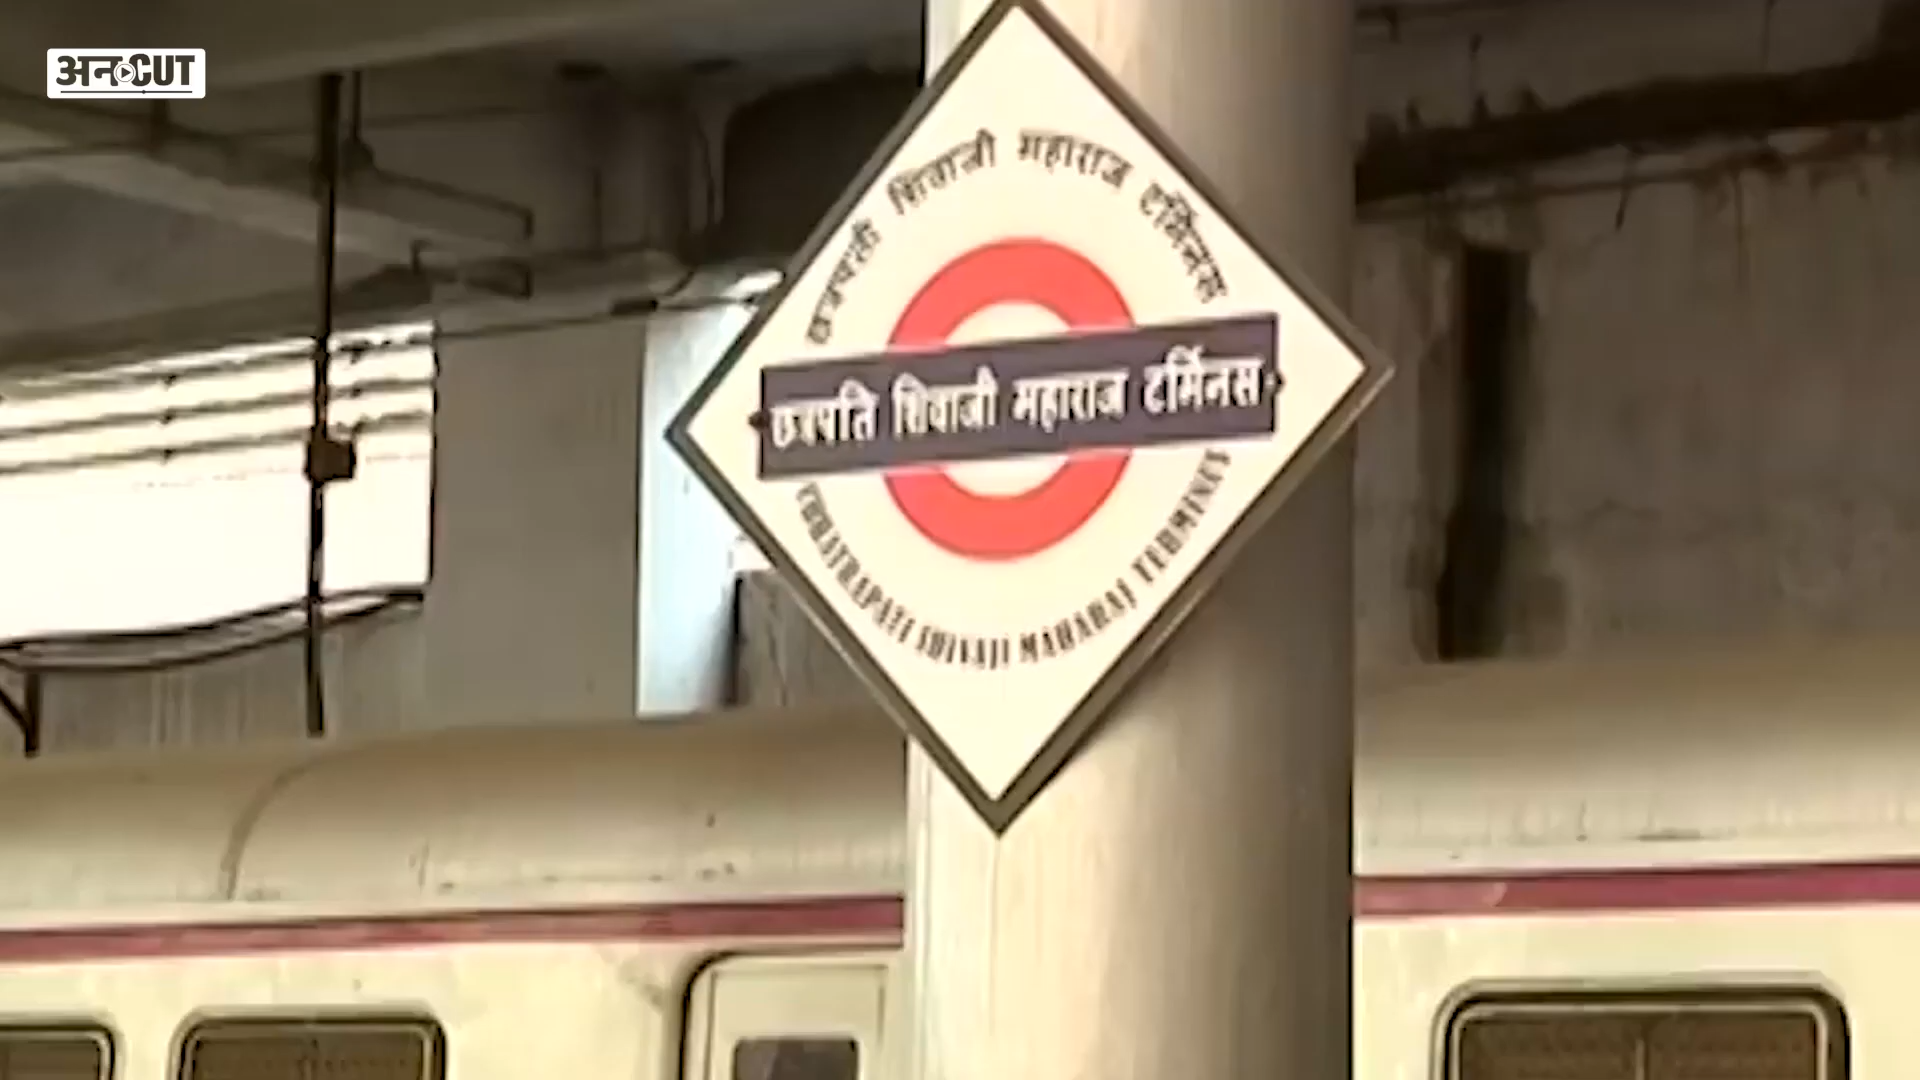 अनCUT
छत्रपती शिवाजी महाराज टर्मिनस
छत्रपति शिवाजी महाराज टर्मिनस
CHHATRAPATI SHIVAJI MAHARAJ TERMINUS